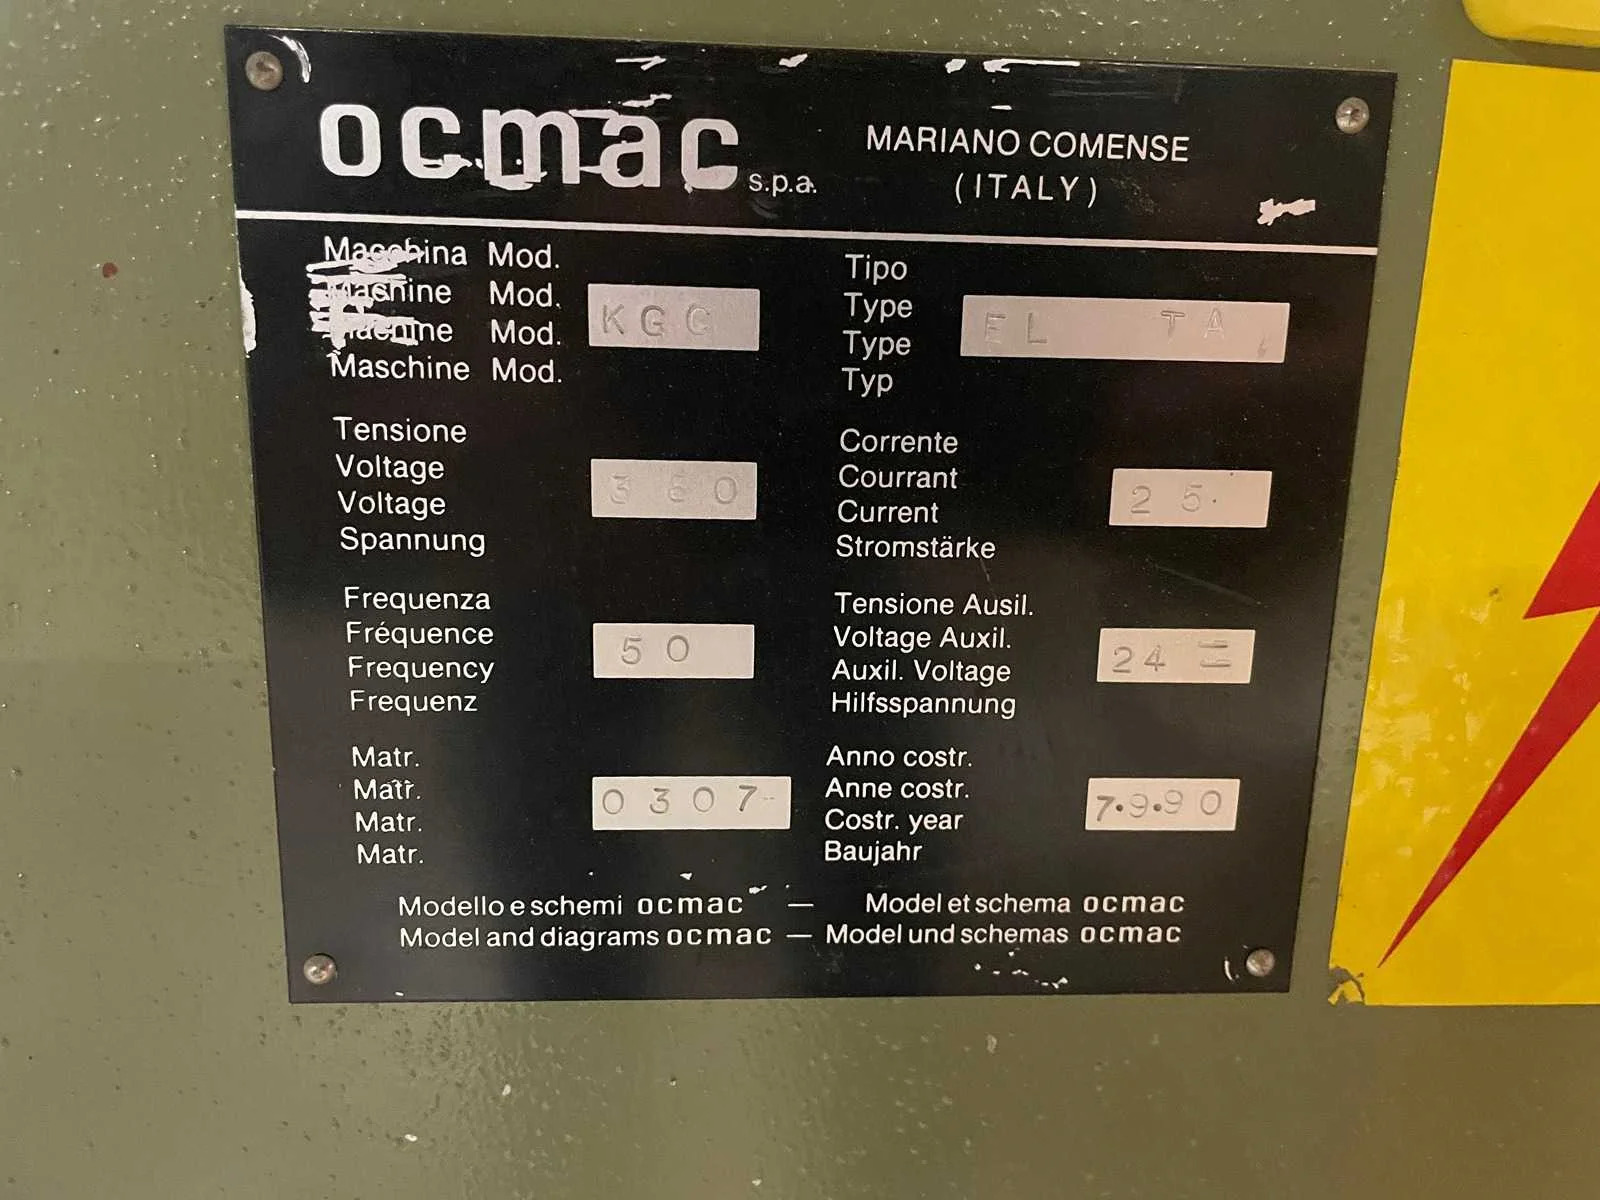 ocmac s.p.a.
MARIANO COMENSE
(ITALY)
Macchina Mod.
Machine Mod.
Machine Mod.
Maschine Mod.
KGC
Tipo
Type
Type
Typ
EL TA
Tensione
Voltage
Voltage
Spannung
Corrente
Courrant
Current
Stromstärke
25.
Frequenza
Fréquence
Frequency
Frequenz
50
Tensione Ausil.
Voltage Auxil.
Auxil. Voltage
Hilfsspannung
24 =
Matr.
Matr.
Matr.
Matr.
0307-
Anno costr.
Anne costr.
Costr. year
Baujahr
7.9.90
Modello e schemi ocmac — Model et schema ocmac
Model and diagrams ocmac — Model und schemas ocmac